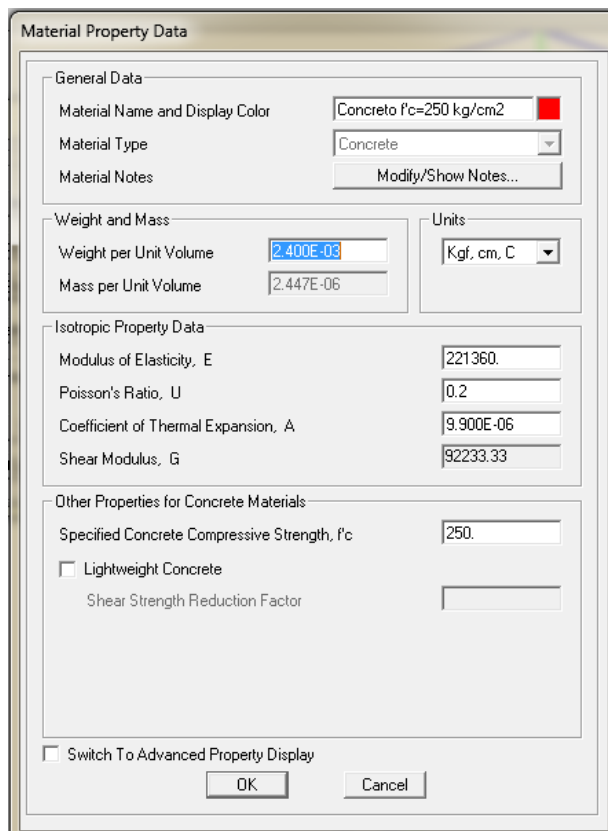 Material Property Data
General Data
Material Name and Display Color Concreto f'c=250 kg/cm2
Material Type Concrete
Material Notes Modify/Show Notes...
Weight and Mass
Weight per Unit Volume 2.400E-03
Mass per Unit Volume 2.447E-06
Units
Kgf, cm, C
Isotropic Property Data
Modulus of Elasticity, E 221360.
Poisson's Ratio, U 0.2
Coefficient of Thermal Expansion, A 9.900E-06
Shear Modulus, G 92233.33
Other Properties for Concrete Materials
Specified Concrete Compressive Strength, f'c 250.
Lightweight Concrete
Shear Strength Reduction Factor
Switch To Advanced Property Display
OK Cancel